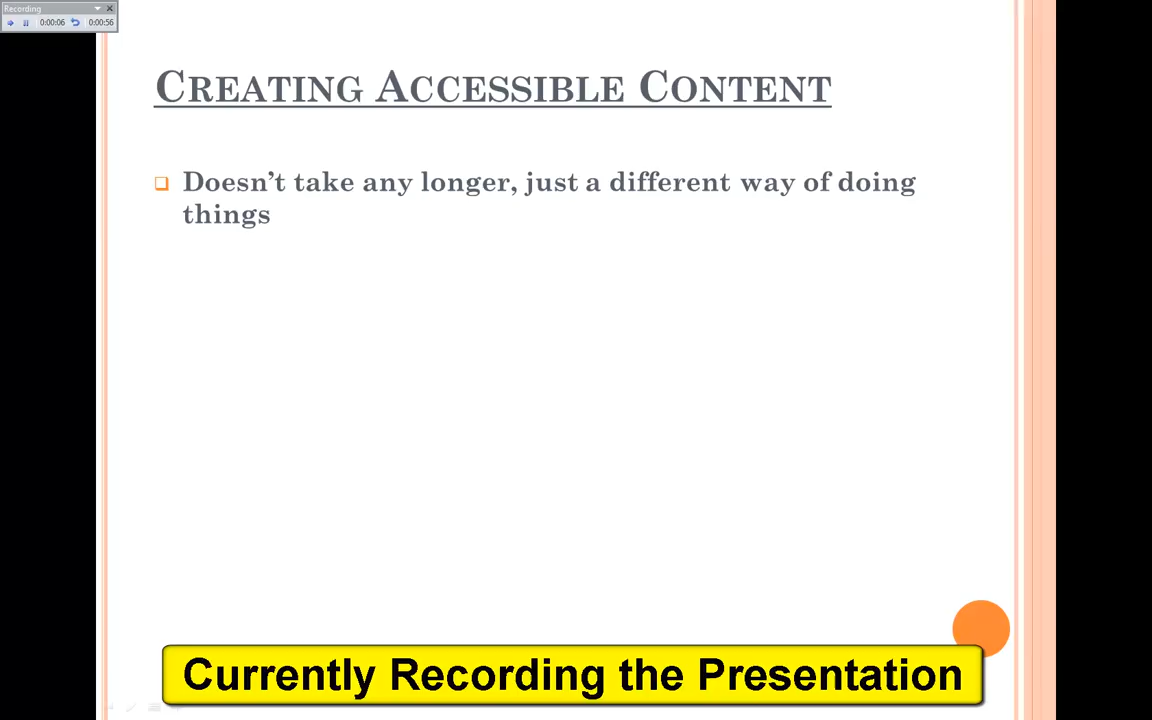 Recording
0:00:06 0:00:56
CREATING ACCESSIBLE CONTENT
Doesn't take any longer, just a different way of doing
things
Currently Recording the Presentation